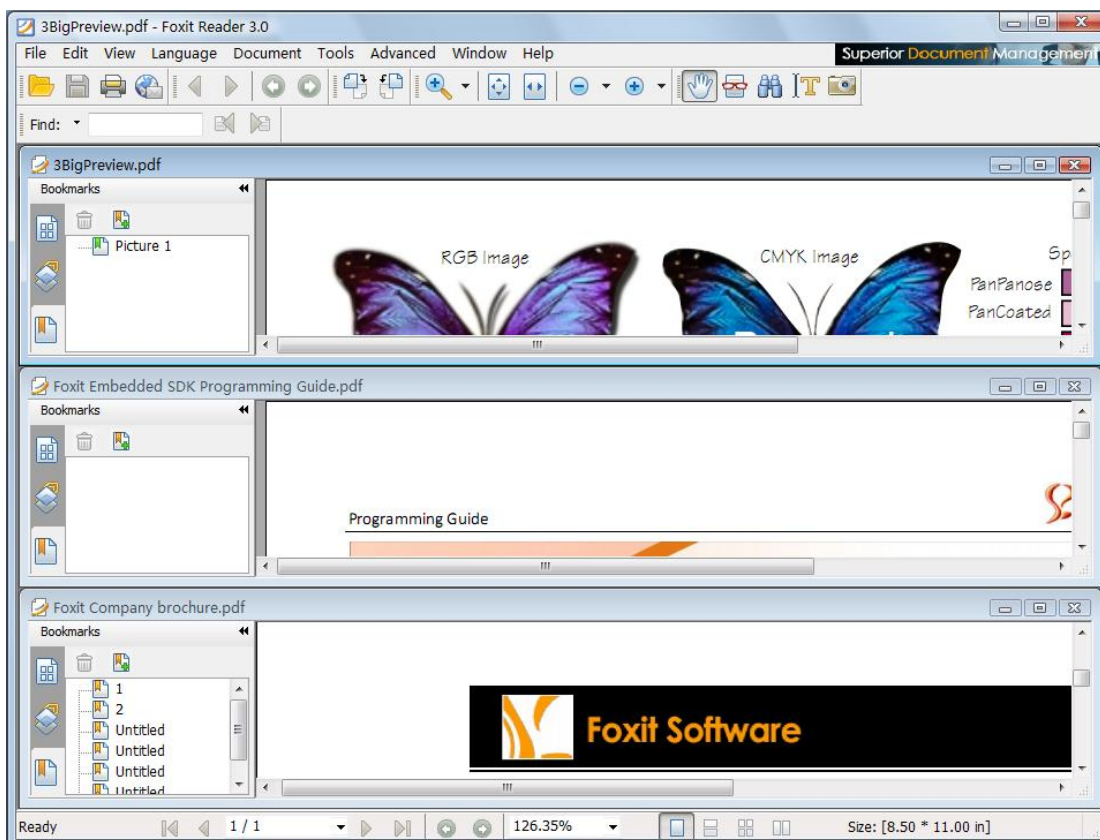 3BigPreview.pdf - Foxit Reader 3.0
File Edit View Language Document Tools Advanced Window Help
Superior Document Management
Find:
3BigPreview.pdf
Bookmarks
Picture 1
RGB Image
CMYK Image
Sp
PanPanose
PanCoated
Foxit Embedded SDK Programming Guide.pdf
Bookmarks
Programming Guide
Foxit Company brochure.pdf
Bookmarks
1
2
Untitled
Untitled
Untitled
Untitled
Foxit Software
Ready
1 / 1
126.35%
Size: [8.50 * 11.00 in]